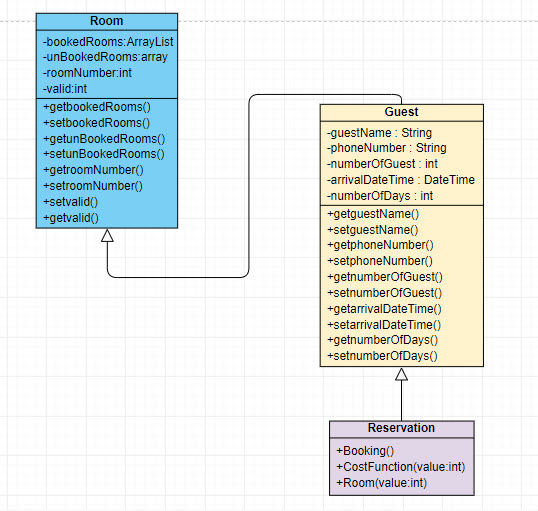 Room
-bookedRooms:ArrayList
-unBookedRooms:array
-roomNumber:int
-valid:int
+getbookedRooms()
+setbookedRooms()
+getunBookedRooms()
+setunBookedRooms()
+getroomNumber()
+setroomNumber()
+setvalid()
+getvalid()
Guest
-guestName : String
-phoneNumber : String
-numberOfGuest : int
-arrivalDateTime : DateTime
-numberOfDays : int
+getguestName()
+setguestName()
+getphoneNumber()
+setphoneNumber()
+getnumberOfGuest()
+setnumberOfGuest()
+getarrivalDateTime()
+setarrivalDateTime()
+getnumberOfDays()
+setnumberOfDays()
Reservation
+Booking()
+CostFunction(value:int)
+Room(value:int)